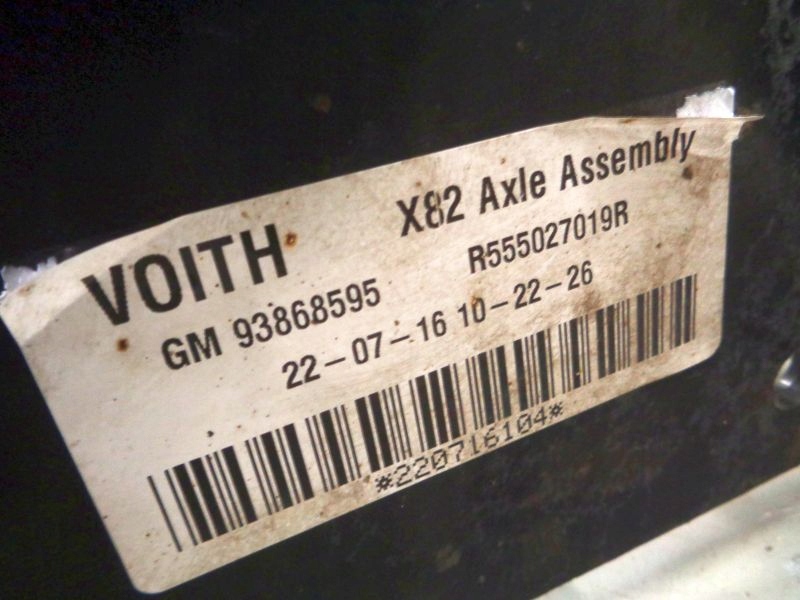 VOITH X82 Axle Assembly
GM 93868595 R555027019R
22-07-16 10-22-26
*220716104*